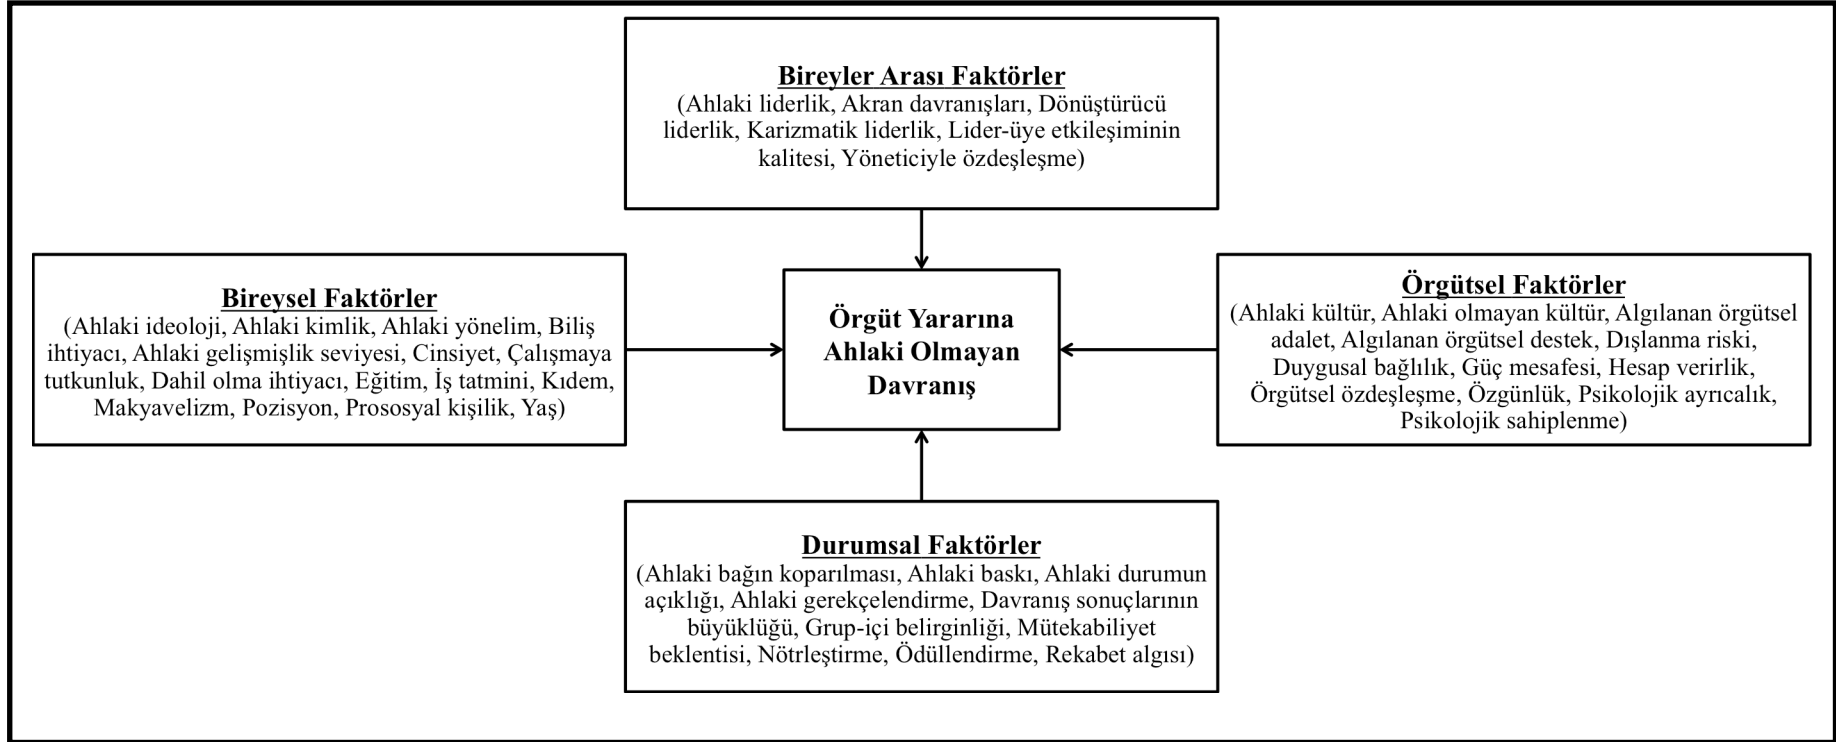 Bireyler Arası Faktörler
(Ahlaki liderlik, Akran davranışları, Dönüştürücü
liderlik, Karizmatik liderlik, Lider-üye etkileşiminin
kalitesi, Yöneticiyle özdeşleşme)
Bireysel Faktörler
(Ahlaki ideoloji, Ahlaki kimlik, Ahlaki yönelim, Biliş
ihtiyacı, Ahlaki gelişmişlik seviyesi, Cinsiyet, Çalışmaya
tutkunluk, Dahil olma ihtiyacı, Eğitim, İş tatmini, Kıdem,
Makyavelizm, Pozisyon, Prososyal kişilik, Yaş)
Örgüt Yararına
Ahlaki Olmayan
Davranış
Örgütsel Faktörler
(Ahlaki kültür, Ahlaki olmayan kültür, Algılanan örgütsel
adalet, Algılanan örgütsel destek, Dışlanma riski,
Duygusal bağlılık, Güç mesafesi, Hesap verirlik,
Örgütsel özdeşleşme, Özgünlük, Psikolojik ayrıcalık,
Psikolojik sahiplenme)
Durumsal Faktörler
(Ahlaki bağın koparılması, Ahlaki baskı, Ahlaki durumun
açıklığı, Ahlaki gerekçelendirme, Davranış sonuçlarının
büyüklüğü, Grup-içi belirginliği, Mütekabiliyet
beklentisi, Nötrleştirme, Ödüllendirme, Rekabet algısı)